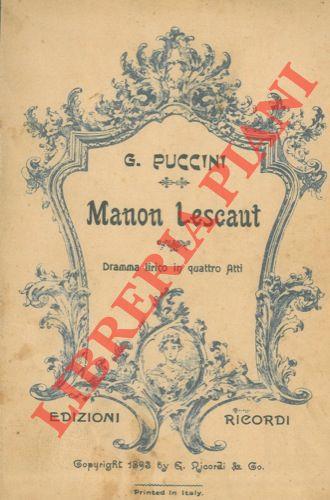 G. PUCCINI
Manon Lescaut
Dramma lirico in quattro Atti
EDIZIONI RICORDI
Copyright 1893 by G. Ricordi & Co.
Printed in Italy.
LIBRERIA PIANI